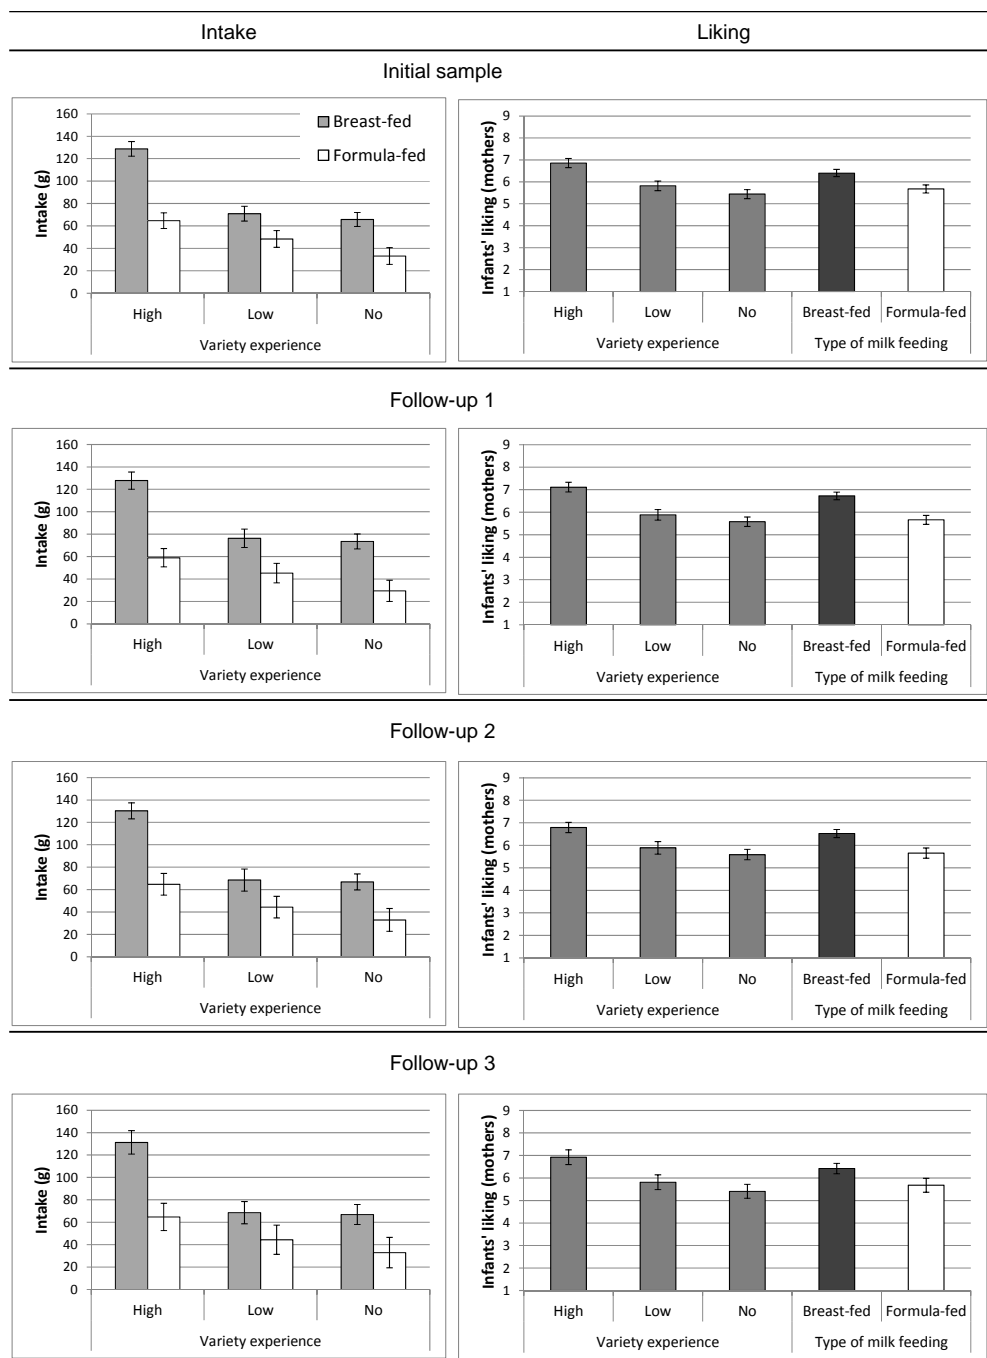 Intake Liking
Initial sample
Intake (g)
160
140
120
100
80
60
40
20
0
Breast-fed
Formula-fed
High Low No
Variety experience
Infants' liking (mothers)
9
8
7
6
5
4
3
2
1
High Low No Breast-fed Formula-fed
Variety experience Type of milk feeding
Follow-up 1
Intake (g)
160
140
120
100
80
60
40
20
0
High Low No
Variety experience
Infants' liking (mothers)
9
8
7
6
5
4
3
2
1
High Low No Breast-fed Formula-fed
Variety experience Type of milk feeding
Follow-up 2
Intake (g)
160
140
120
100
80
60
40
20
0
High Low No
Variety experience
Infants' liking (mothers)
9
8
7
6
5
4
3
2
1
High Low No Breast-fed Formula-fed
Variety experience Type of milk feeding
Follow-up 3
Intake (g)
160
140
120
100
80
60
40
20
0
High Low No
Variety experience
Infants' liking (mothers)
9
8
7
6
5
4
3
2
1
High Low No Breast-fed Formula-fed
Variety experience Type of milk feeding